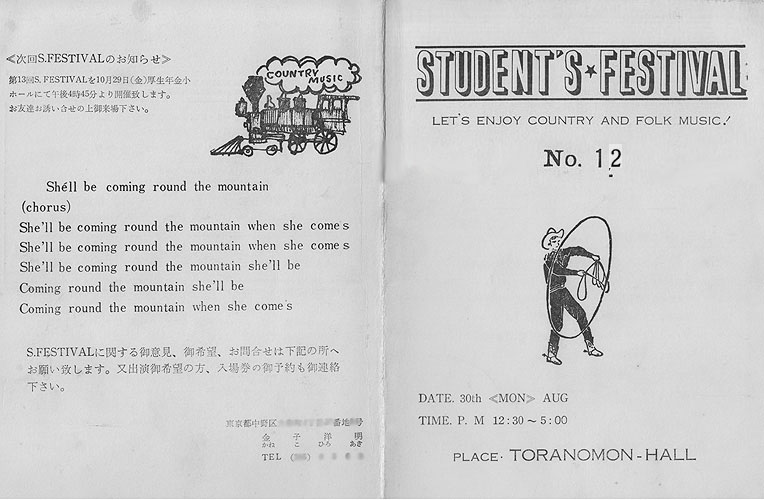 ≪次回S.FESTIVALのお知らせ≫
第13回S. FESTIVALを10月29日(金)厚生年金小
ホールにて午後4時45分より開催致します。
お友達お誘い合せの上御来場下さい。
COUNTRY
MUSIC
Shéll be coming round the mountain
(chorus)
She'll be coming round the mountain when she comes
She'll be coming round the mountain when she comes
She'll be coming round the mountain she'll be
Coming round the mountain she'll be
Coming round the mountain when she comes
S.FESTIVALに関する御意見、御希望、お問合せは下記の所へ
お願い致します。又出演御希望の方、入場券の御予約も御連絡
下さい。
東京都中野区 番地 号
金子洋明
かねこひろあき
TEL
STUDENT'S★FESTIVAL
LET'S ENJOY COUNTRY AND FOLK MUSIC!
No. 12
DATE. 30th ≪MON≫ AUG
TIME. P. M 12:30～5:00
PLACE· TORANOMON-HALL